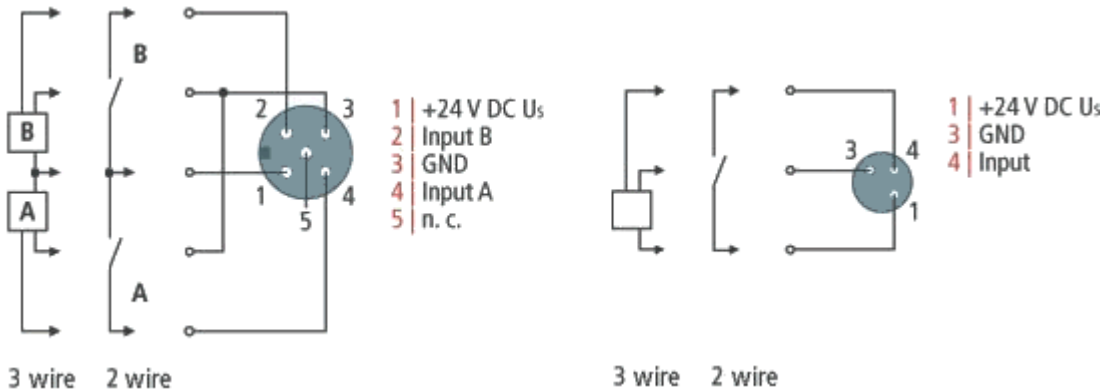 B
B
A
A
2
3
1
4
5
1 | +24 V DC Us
2 | Input B
3 | GND
4 | Input A
5 | n. c.
3 wire 2 wire
3
4
1
1 | +24 V DC Us
3 | GND
4 | Input
3 wire 2 wire